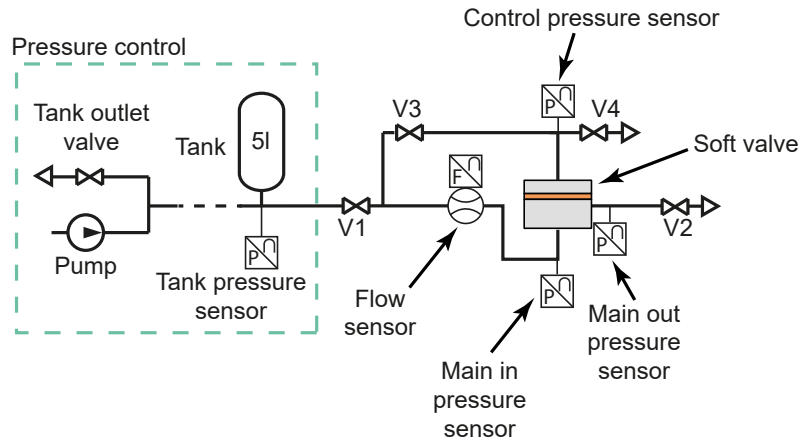 Control pressure sensor
Pressure control
Tank outlet
valve
Tank
5l
V3
V4
P
Soft valve
F
V1
V2
Pump
P
P
P
Tank pressure
sensor
Flow
sensor
Main in
pressure
sensor
Main out
pressure
sensor